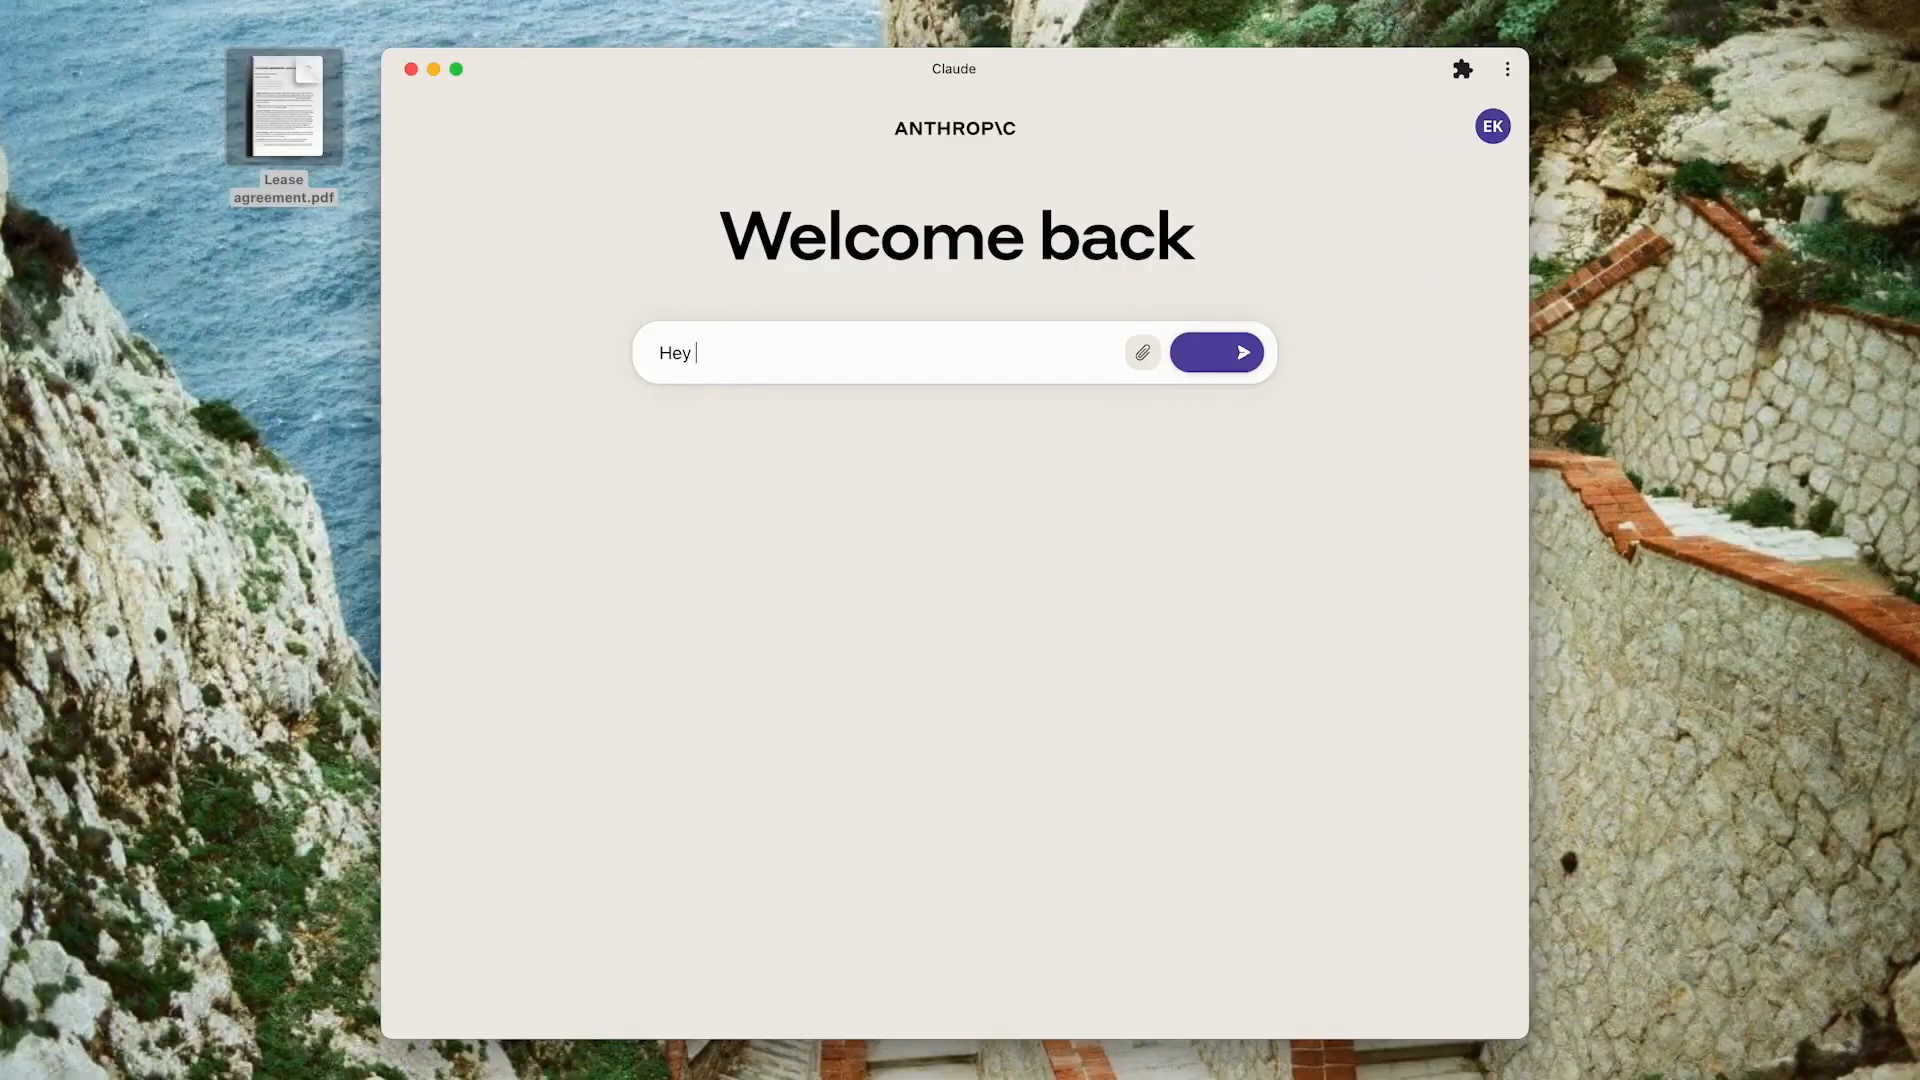 Claude
ANTHROP\C
EK
Lease
agreement.pdf
Welcome back
Hey